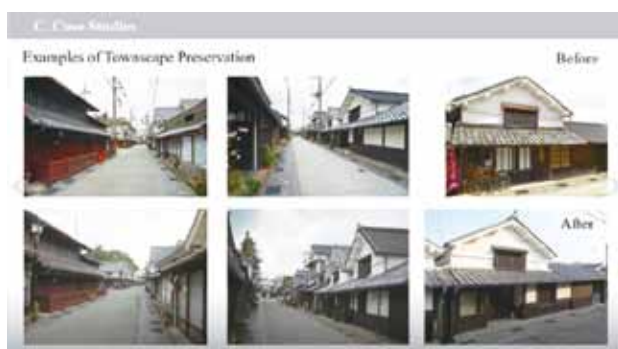 C. Case Studies
Examples of Townscape Preservation
Before
After